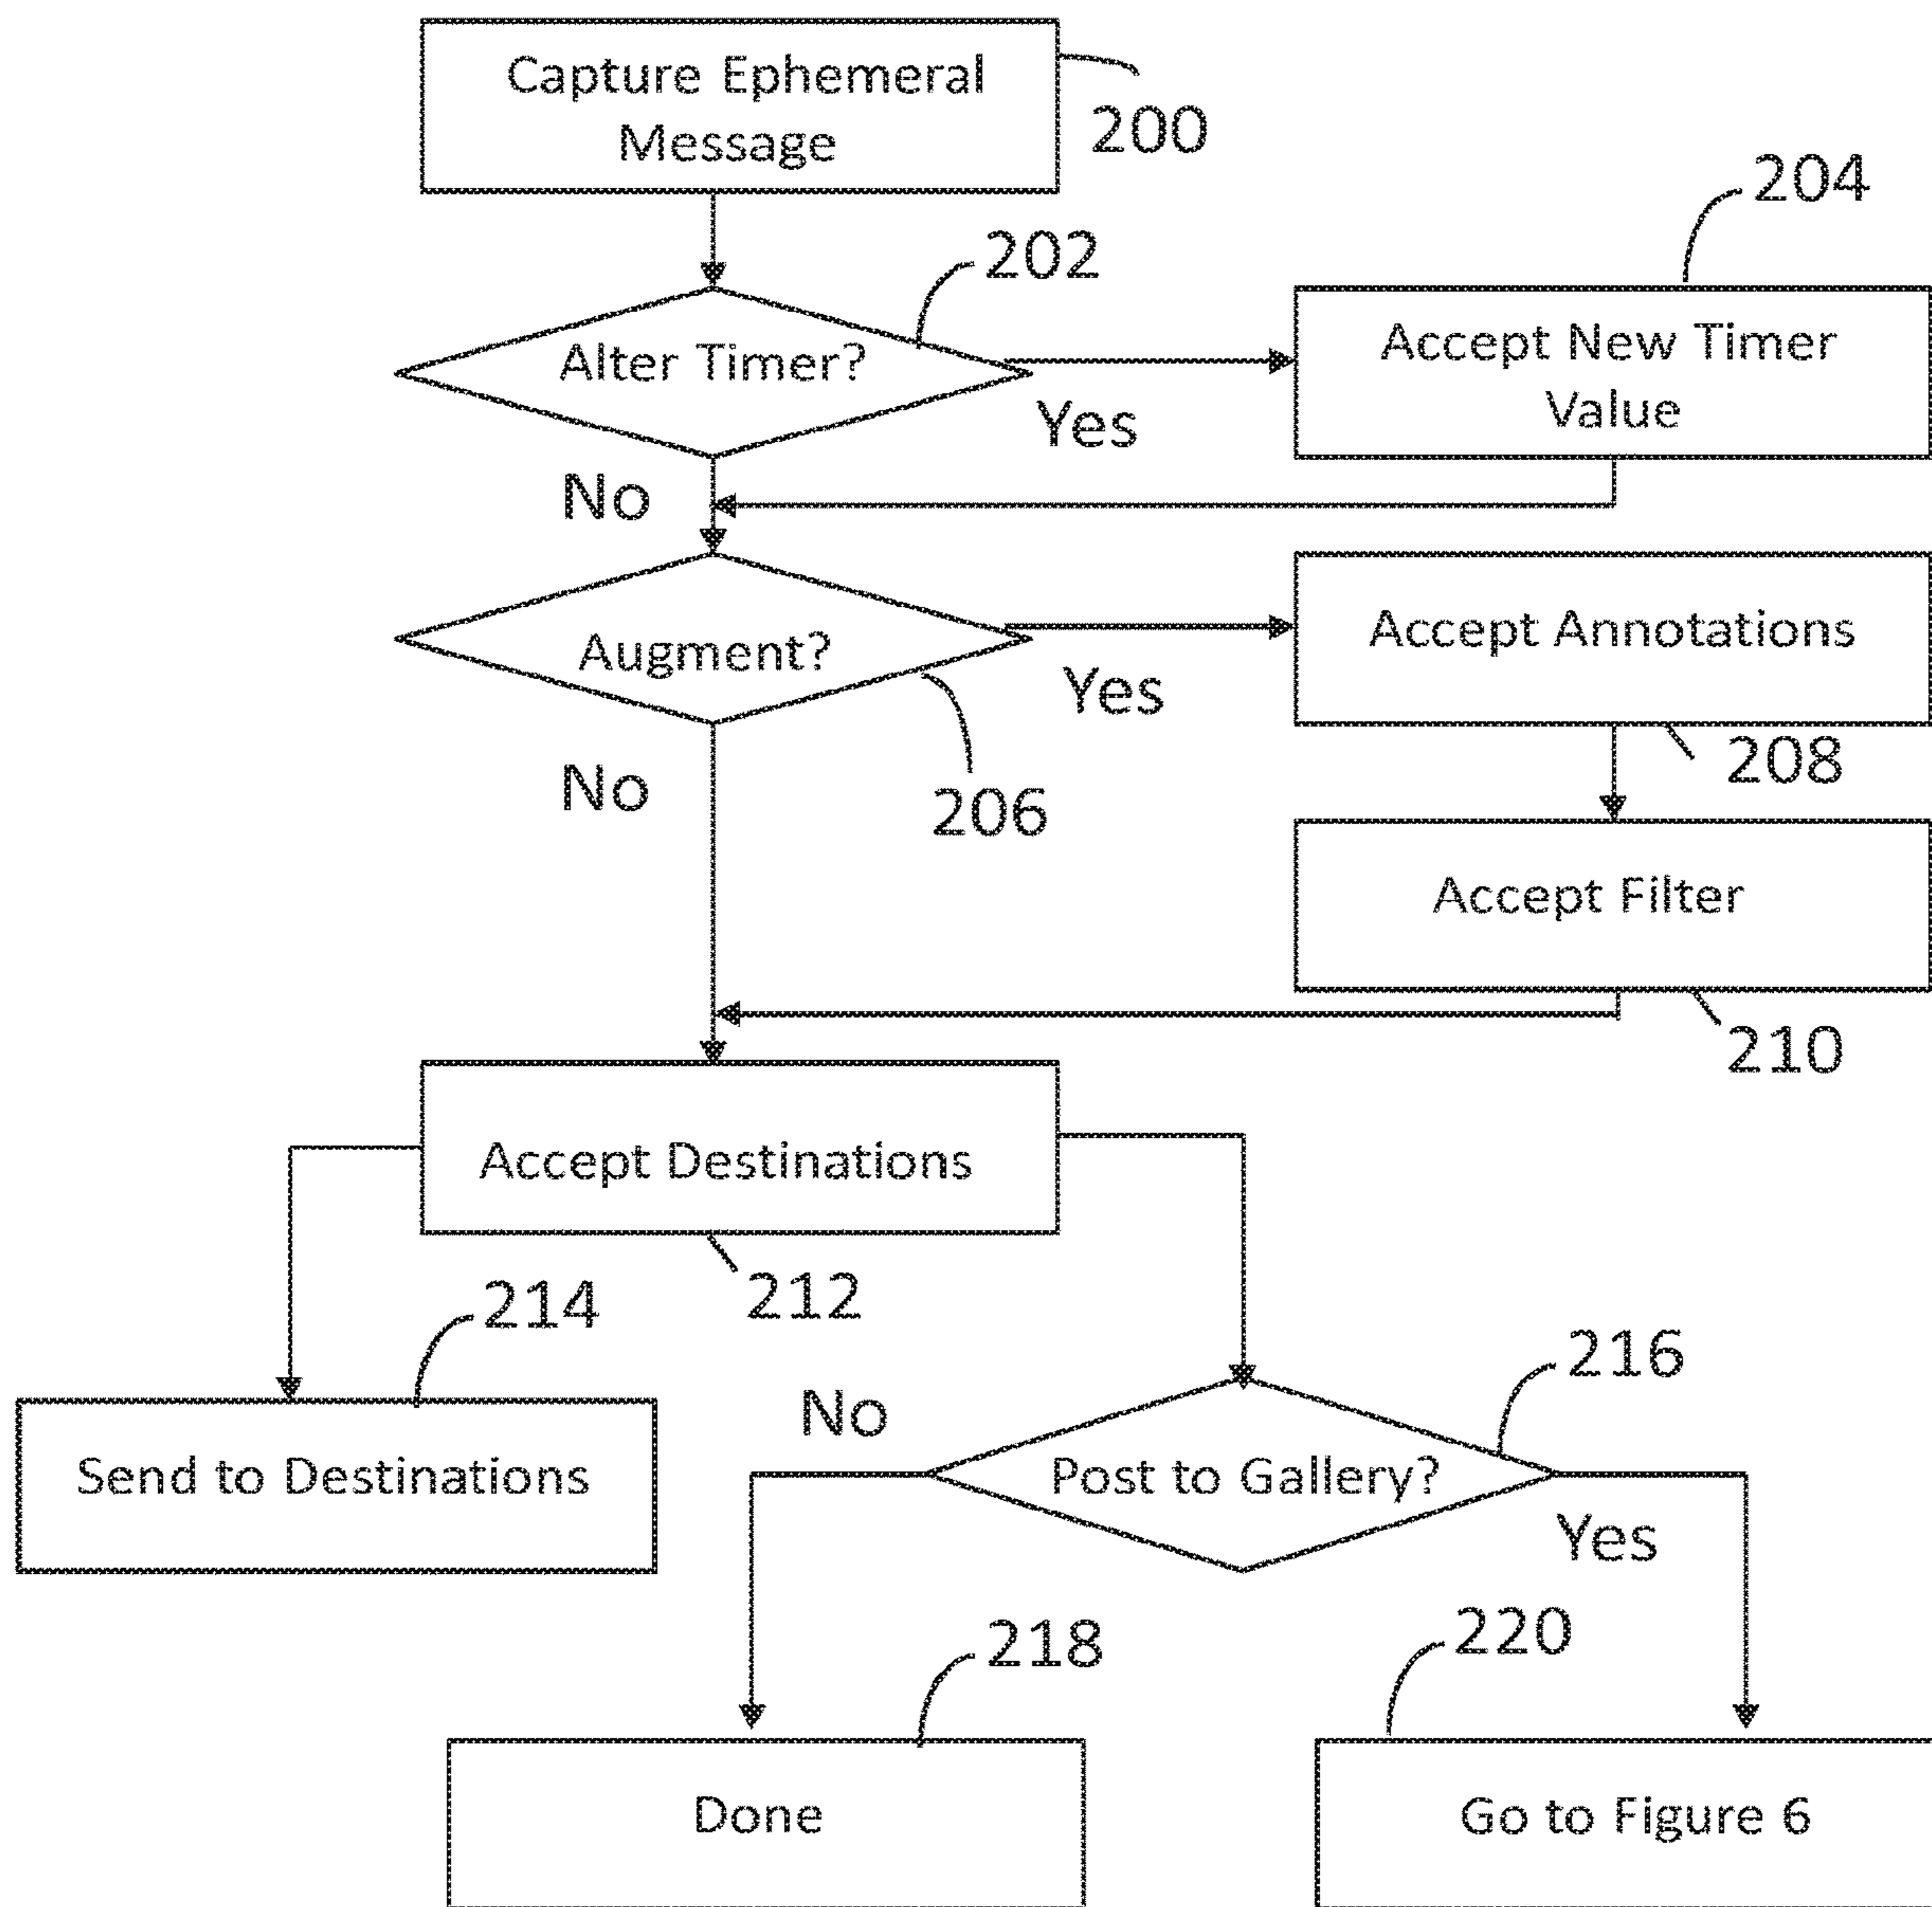 Capture Ephemeral
Message
200
204
202
Alter Timer?
Accept New Timer
Value
Yes
No
Augment?
Accept Annotations
Yes
208
No
206
Accept Filter
210
Accept Destinations
212
214
216
No
Send to Destinations
Post to Gallery?
Yes
218
220
Done
Go to Figure 6